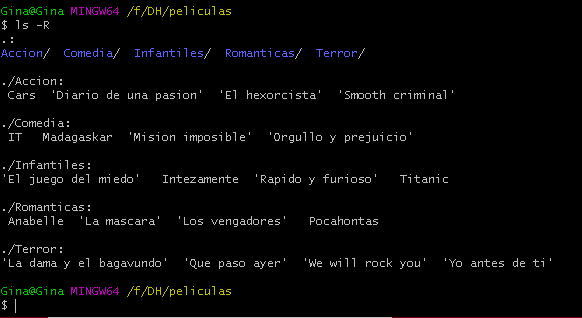 Gina@Gina MINGW64 /f/DH/peliculas
$ ls -R
.:
Accion/  Comedia/  Infantiles/  Romanticas/  Terror/
./Accion:
Cars  'Diario de una pasion'  'El hexorcista'  'Smooth criminal'
./Comedia:
IT  Madagaskar  'Mision imposible'  'Orgullo y prejuicio'
./Infantiles:
'El juego del miedo'  Intezamente  'Rapido y furioso'  Titanic
./Romanticas:
Anabelle  'La mascara'  'Los vengadores'  Pocahontas
./Terror:
'La dama y el bagavundo'  'Que paso ayer'  'We will rock you'  'Yo antes de ti'
Gina@Gina MINGW64 /f/DH/peliculas
$